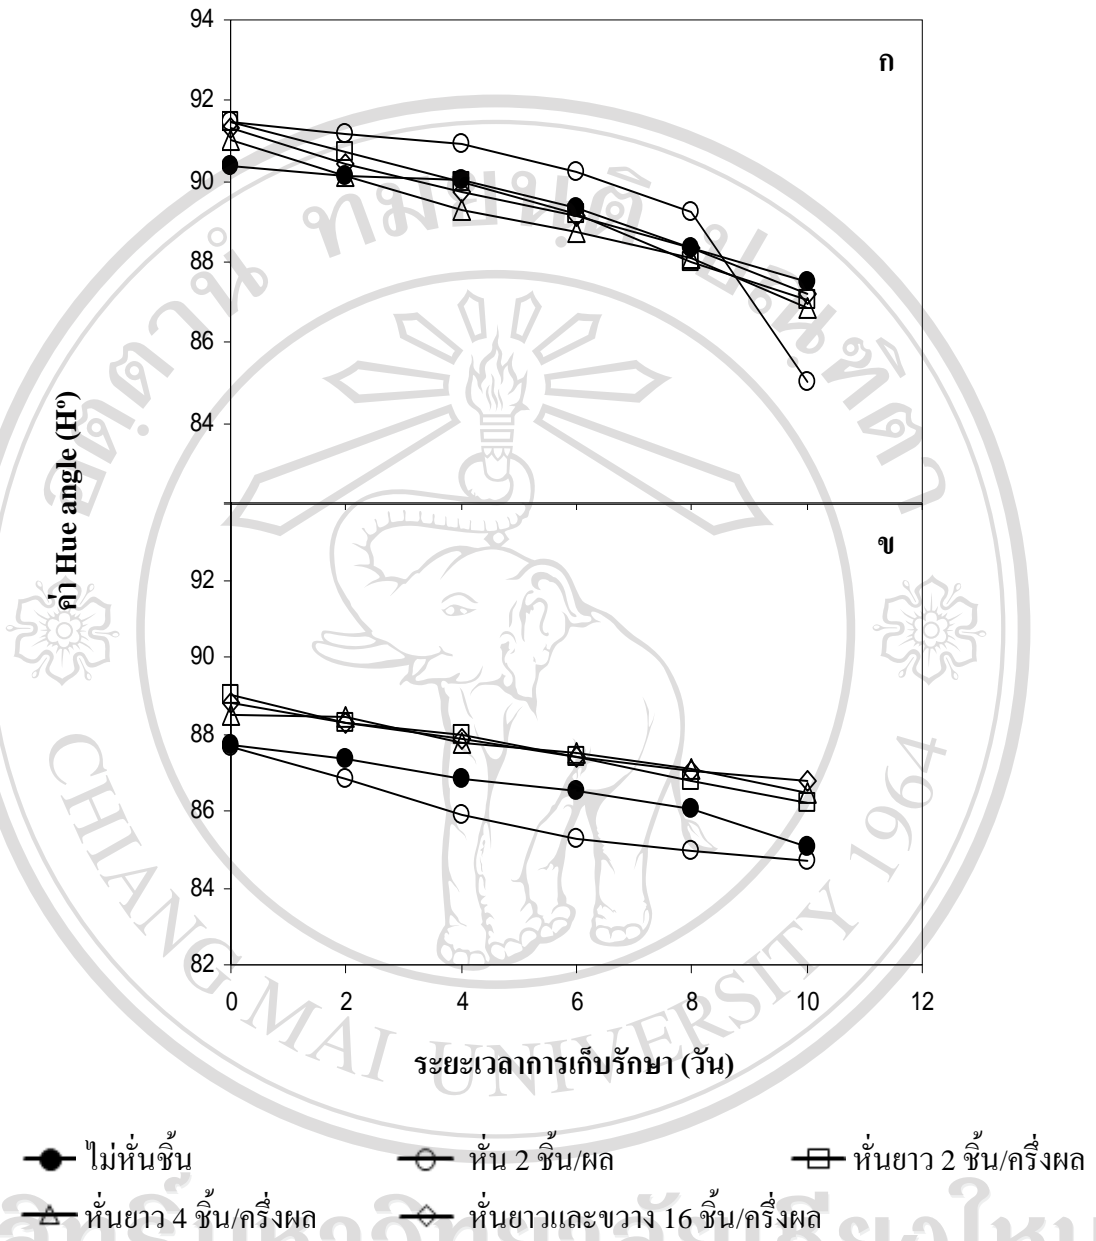 94
ก
92
90
88
86
84
ค่า Hue angle (Hº)
ข
92
90
88
86
84
82
0 2 4 6 8 10 12
ระยะเวลาการเก็บรักษา (วัน)
ไม่หั่นชิ้น หั่น 2 ชิ้น/ผล หั่นยาว 2 ชิ้น/ครึ่งผล
หั่นยาว 4 ชิ้น/ครึ่งผล หั่นยาวและขวาง 16 ชิ้น/ครึ่งผล
CHIANG MAI UNIVERSITY 1964